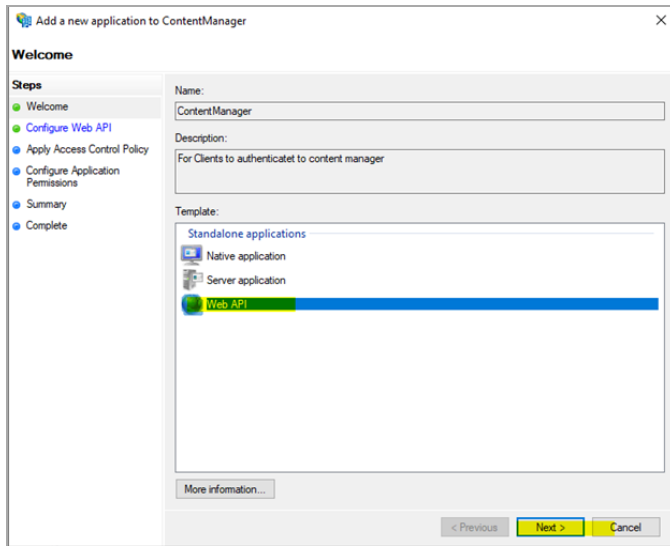 Add a new application to ContentManager
Welcome
Steps
Welcome
Configure Web API
Apply Access Control Policy
Configure Application
Permissions
Summary
Complete
Name:
ContentManager
Description:
For Clients to authenticatet to content manager
Template:
Standalone applications
Native application
Server application
Web API
More information...
< Previous
Next >
Cancel